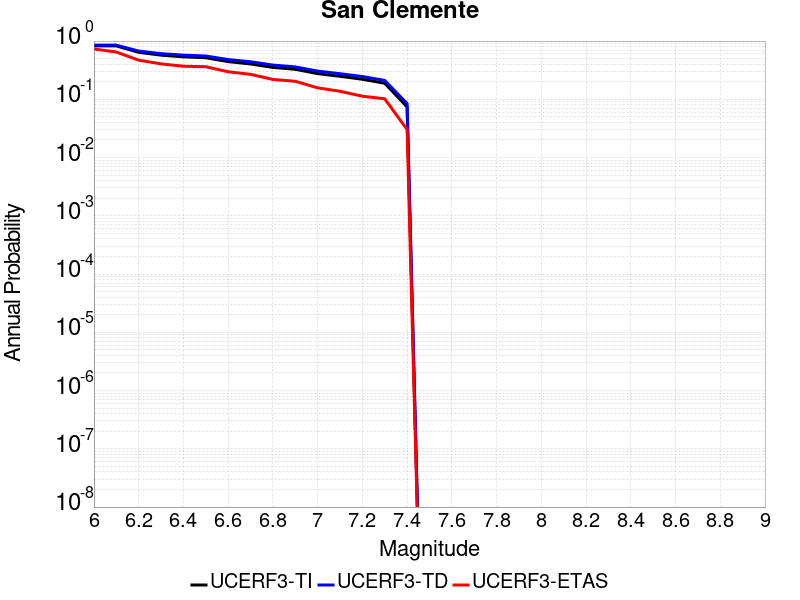 San Clemente
Annual Probability
10^0
10^-1
10^-2
10^-3
10^-4
10^-5
10^-6
10^-7
10^-8
6 6.2 6.4 6.6 6.8 7 7.2 7.4 7.6 7.8 8 8.2 8.4 8.6 8.8 9
Magnitude
UCERF3-TI UCERF3-TD UCERF3-ETAS